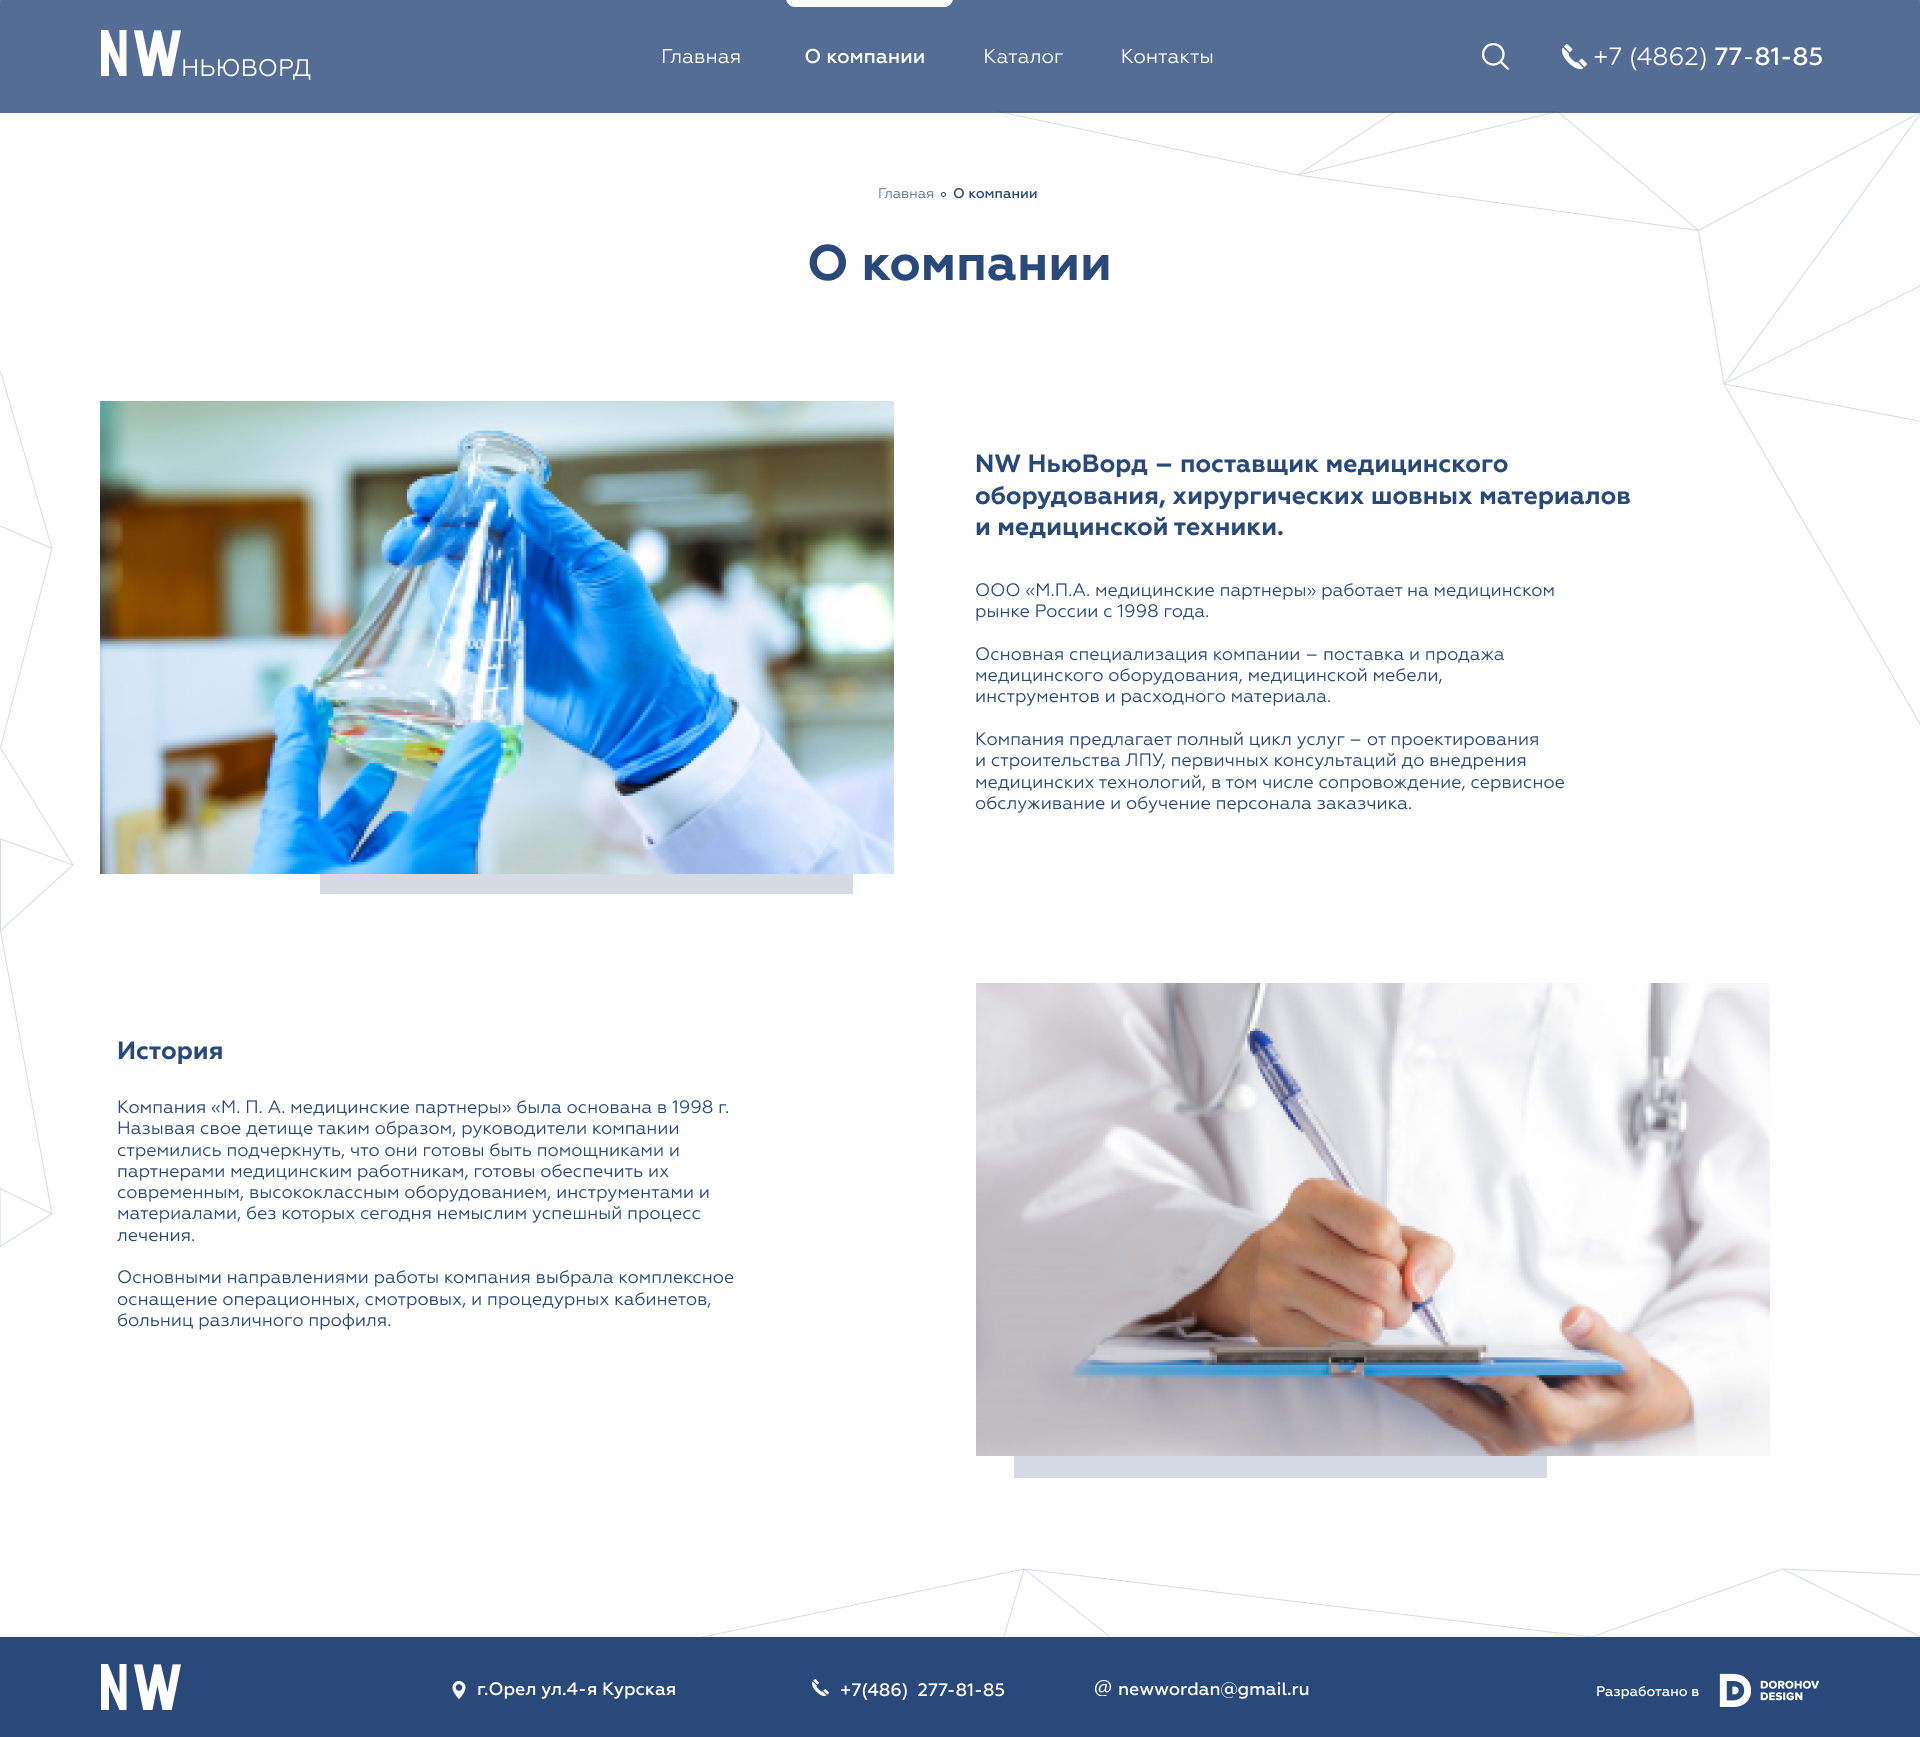 NW НЬЮВОРД
Главная
О компании
Каталог
Контакты
+7 (4862) 77-81-85
Главная
О компании
О компании
NW НьюВорд – поставщик медицинского
оборудования, хирургических шовных материалов
и медицинской техники.
ООО «М.П.А. медицинские партнеры» работает на медицинском
рынке России с 1998 года.
Основная специализация компании – поставка и продажа
медицинского оборудования, медицинской мебели,
инструментов и расходного материала.
Компания предлагает полный цикл услуг – от проектирования
и строительства ЛПУ, первичных консультаций до внедрения
медицинских технологий, в том числе сопровождение, сервисное
обслуживание и обучение персонала заказчика.
История
Компания «М. П. А. медицинские партнеры» была основана в 1998 г.
Называя свое детище таким образом, руководители компании
стремились подчеркнуть, что они готовы быть помощниками и
партнерами медицинским работникам, готовы обеспечить их
современным, высококлассным оборудованием, инструментами и
материалами, без которых сегодня немыслим успешный процесс
лечения.
Основными направлениями работы компания выбрала комплексное
оснащение операционных, смотровых, и процедурных кабинетов,
больниц различного профиля.
NW
г.Орел ул.4-я Курская
+7(486) 277-81-85
@ newwordan@gmail.ru
Разработано в
D DOROHOV
DESIGN